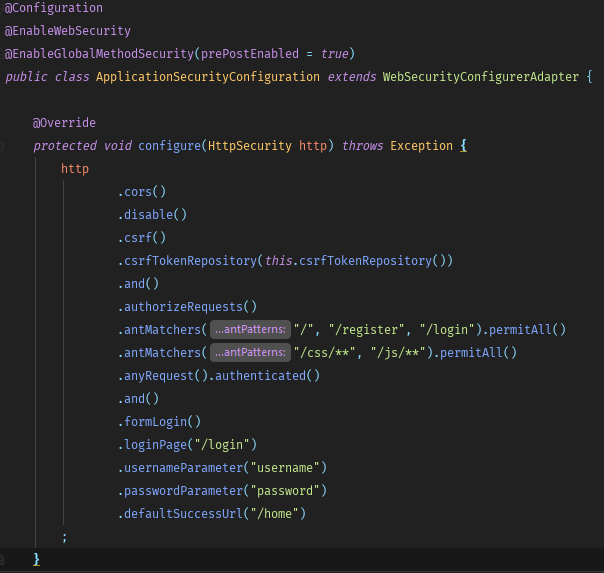 @Configuration
@EnableWebSecurity
@EnableGlobalMethodSecurity(prePostEnabled = true)
public class ApplicationSecurityConfiguration extends WebSecurityConfigurerAdapter {
@Override
protected void configure(HttpSecurity http) throws Exception {
http
.cors()
.disable()
.csrf()
.csrfTokenRepository(this.csrfTokenRepository())
.and()
.authorizeRequests()
.antMatchers( ...antPatterns: "/", "/register", "/login").permitAll()
.antMatchers( ...antPatterns: "/css/**", "/js/**").permitAll()
.anyRequest().authenticated()
.and()
.formLogin()
.loginPage("/login")
.usernameParameter("username")
.passwordParameter("password")
.defaultSuccessUrl("/home")
;
}